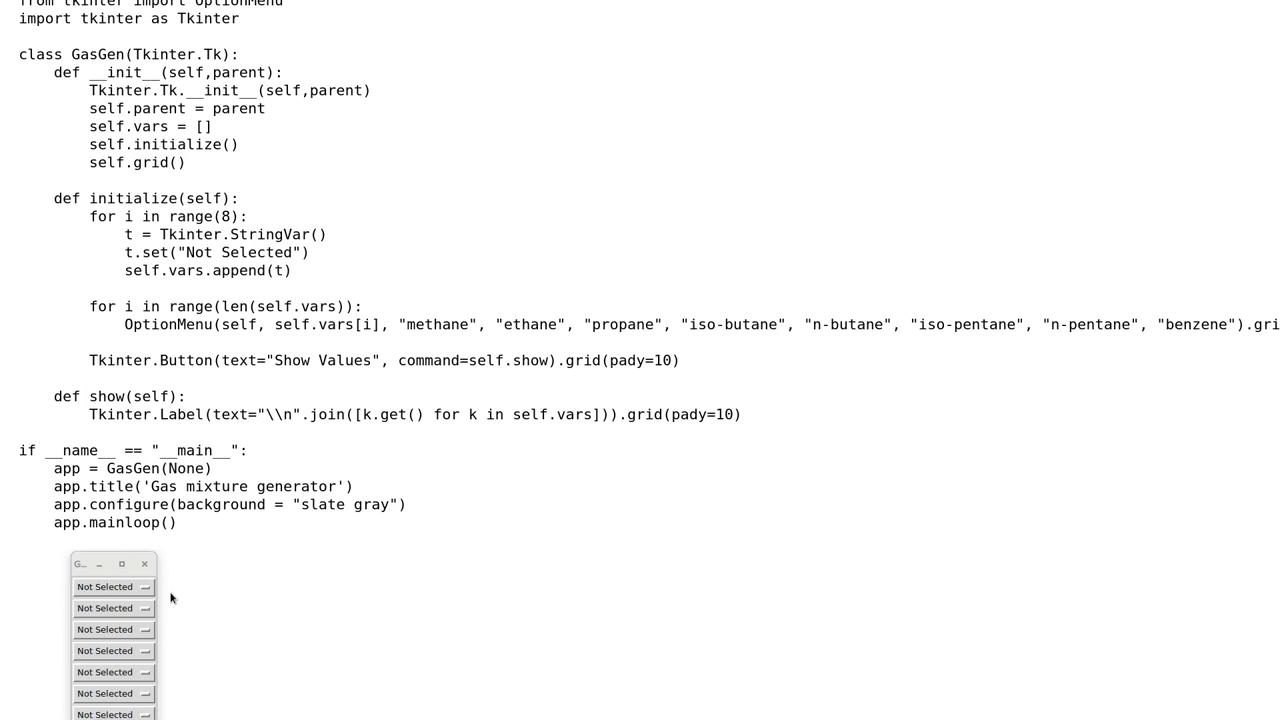 from tkinter import OptionMenu
import tkinter as Tkinter
class GasGen(Tkinter.Tk):
    def __init__(self,parent):
        Tkinter.Tk.__init__(self,parent)
        self.parent = parent
        self.vars = []
        self.initialize()
        self.grid()
    def initialize(self):
        for i in range(8):
            t = Tkinter.StringVar()
            t.set("Not Selected")
            self.vars.append(t)
        for i in range(len(self.vars)):
            OptionMenu(self, self.vars[i], "methane", "ethane", "propane", "iso-butane", "n-butane", "iso-pentane", "n-pentane", "benzene").gri
        Tkinter.Button(text="Show Values", command=self.show).grid(pady=10)
    def show(self):
        Tkinter.Label(text="\\n".join([k.get() for k in self.vars])).grid(pady=10)
if __name__ == "__main__":
    app = GasGen(None)
    app.title('Gas mixture generator')
    app.configure(background = "slate gray")
    app.mainloop()
G...
Not Selected
Not Selected
Not Selected
Not Selected
Not Selected
Not Selected
Not Selected